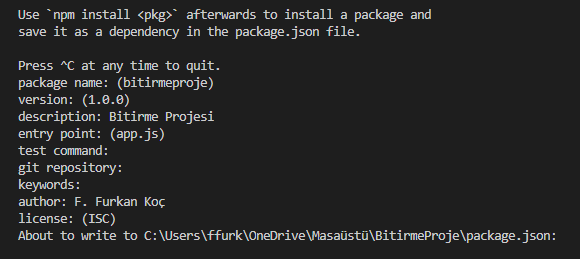 Use `npm install <pkg>` afterwards to install a package and
save it as a dependency in the package.json file.
Press ^C at any time to quit.
package name: (bitirmeproje)
version: (1.0.0)
description: Bitirme Projesi
entry point: (app.js)
test command:
git repository:
keywords:
author: F. Furkan Koç
license: (ISC)
About to write to C:\Users\ffurk\OneDrive\Masaüstü\BitirmeProje\package.json: